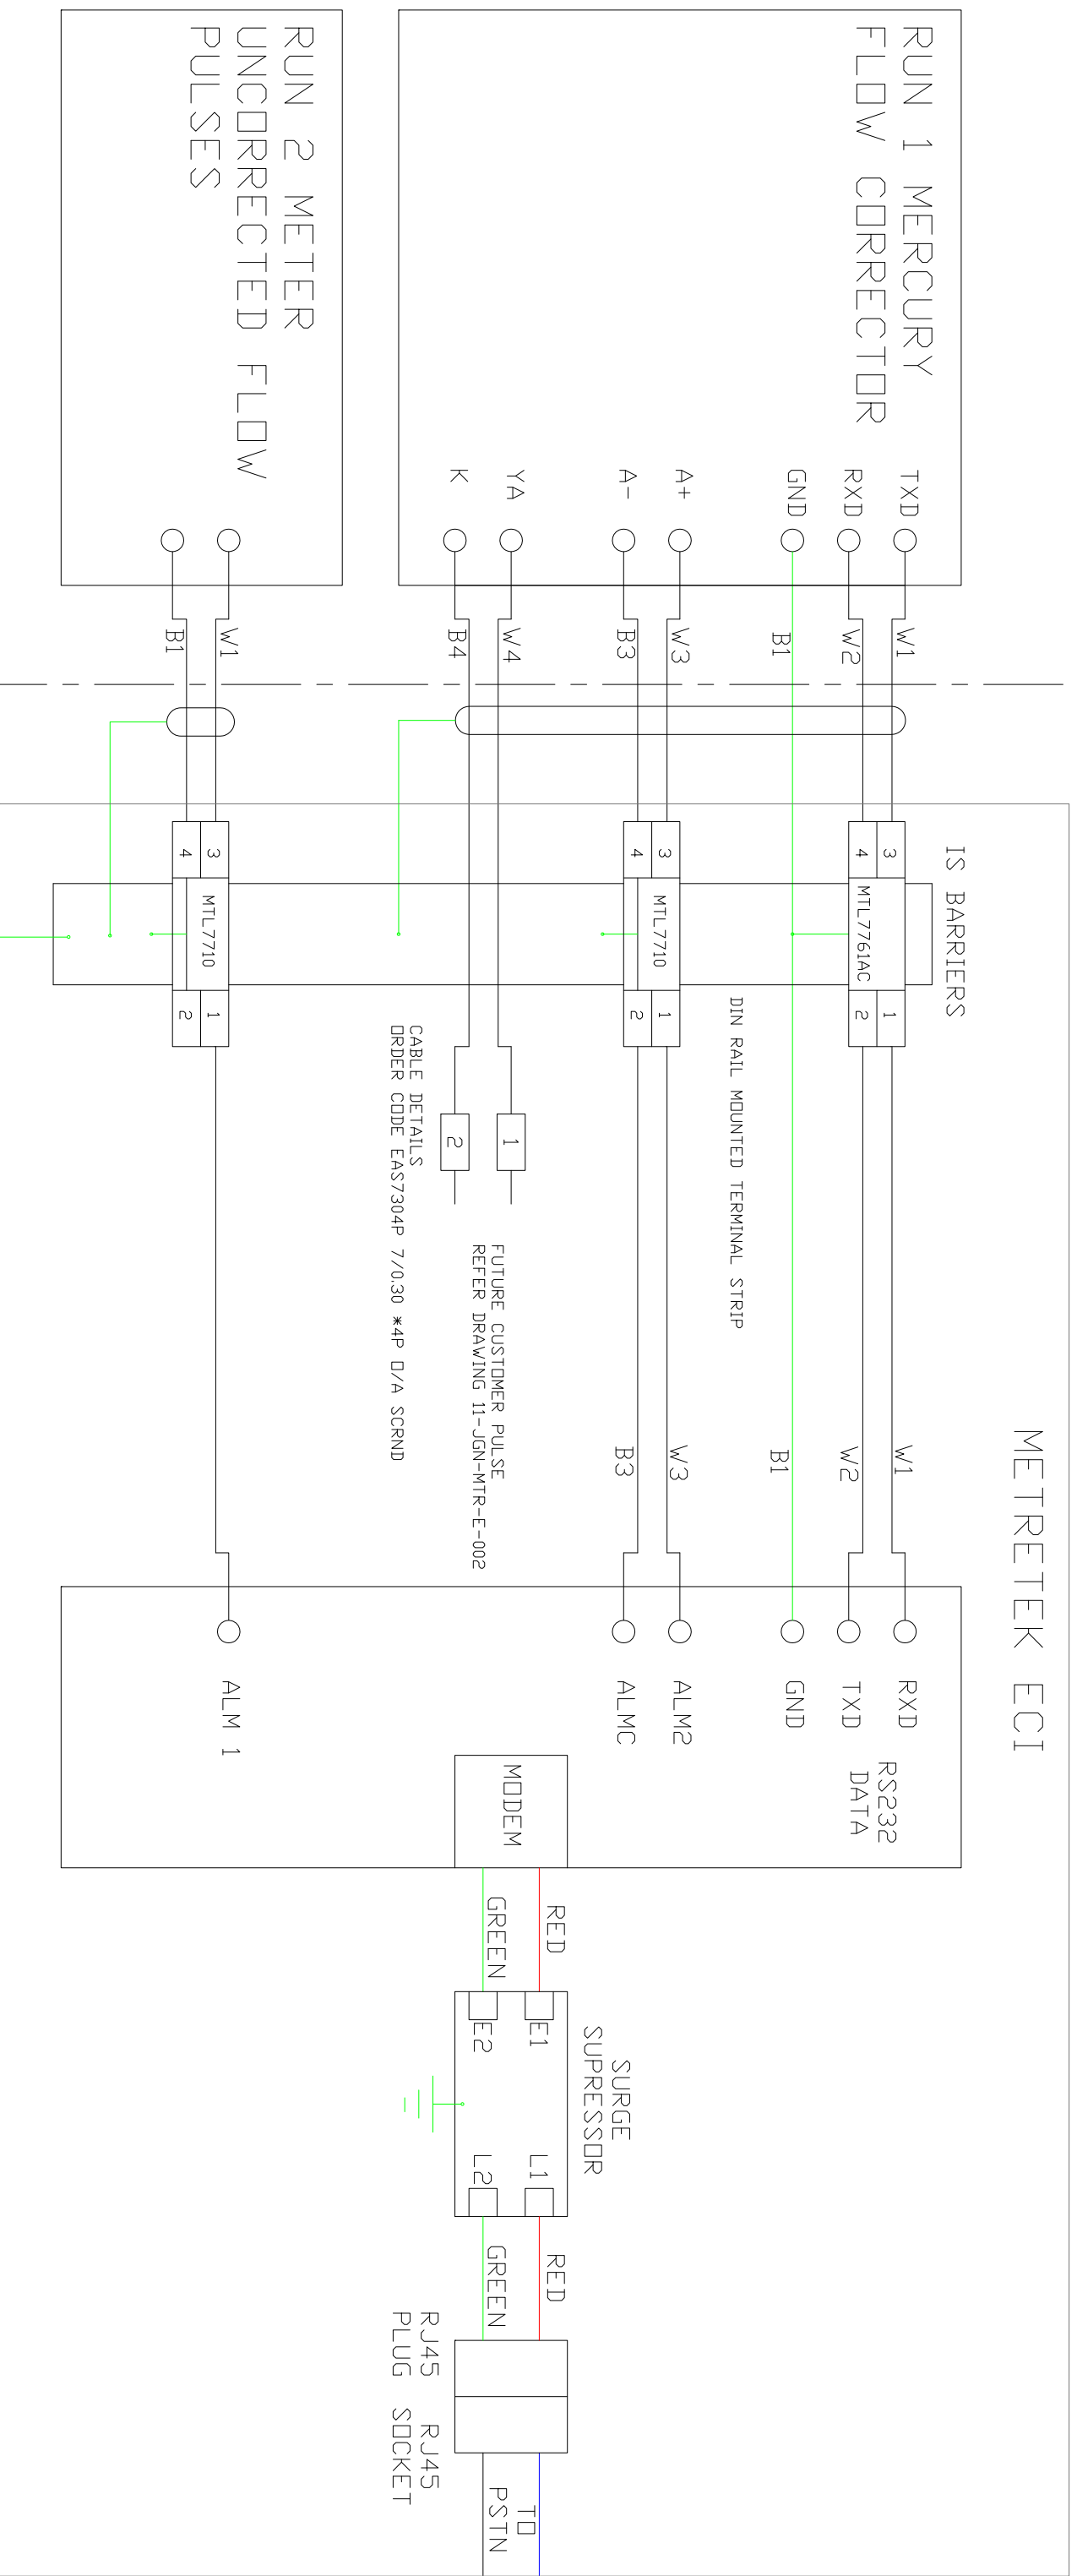 METRETEK ECI
RUN 1 MERCURY
FLOW CORRECTOR
TXD
RXD
GND
A+
A-
YA
K
W1
W2
B1
W3
B3
W4
B4
RUN 2 METER
UNCORRECTED FLOW
PULSES
W1
B1
IS BARRIERS
3
4
MTL7761AC
1
2
DIN RAIL MOUNTED TERMINAL STRIP
3
4
MTL7710
1
2
1
2
FUTURE CUSTOMER PULSE
REFER DRAWING 11-JGN-MTR-E-002
CABLE DETAILS
ORDER CODE EAS7304P 7/0.30 *4P O/A SCRND
3
4
MTL7710
1
2
W1
W2
B1
W3
B3
RXD
TXD
GND
RS232
DATA
ALM2
ALMC
ALM 1
MODEM
RED
GREEN
SURGE
SUPRESSOR
E1
E2
L1
L2
RED
GREEN
RJ45 RJ45
PLUG SOCKET
TO
PSTN